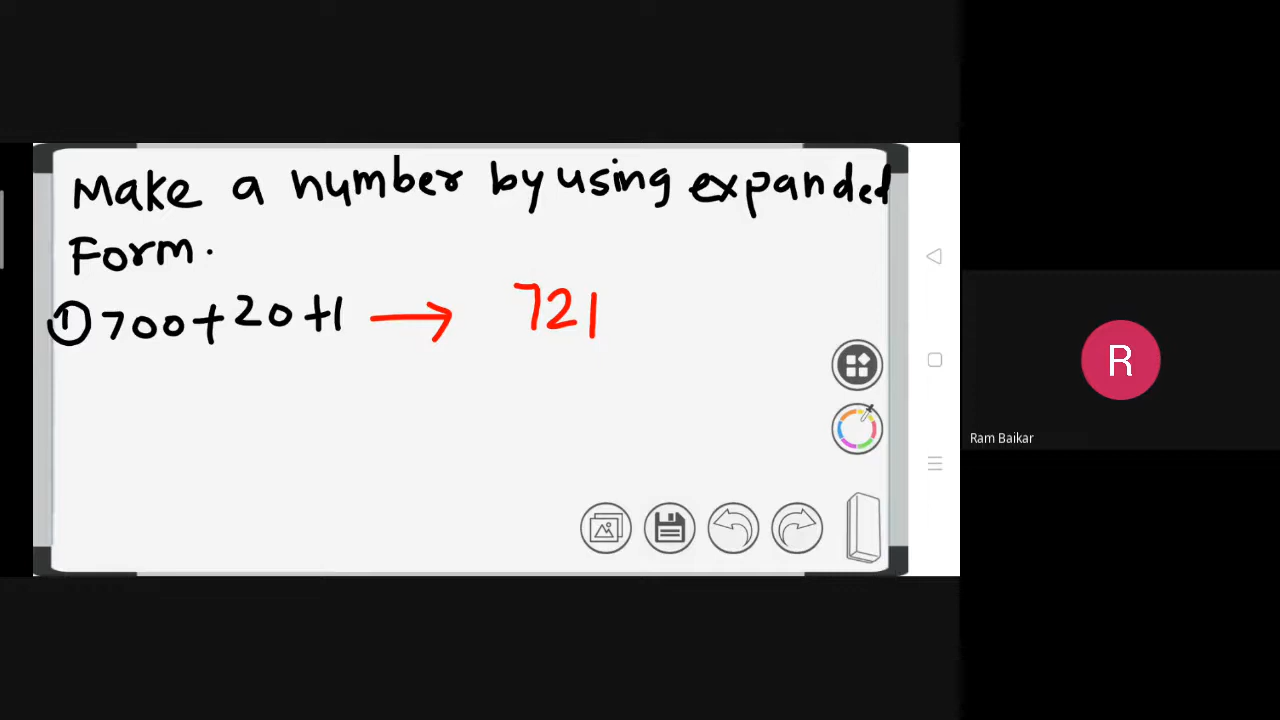 Make a number by using expanded
Form.
① 700+20+1 → 721
R
Ram Baikar